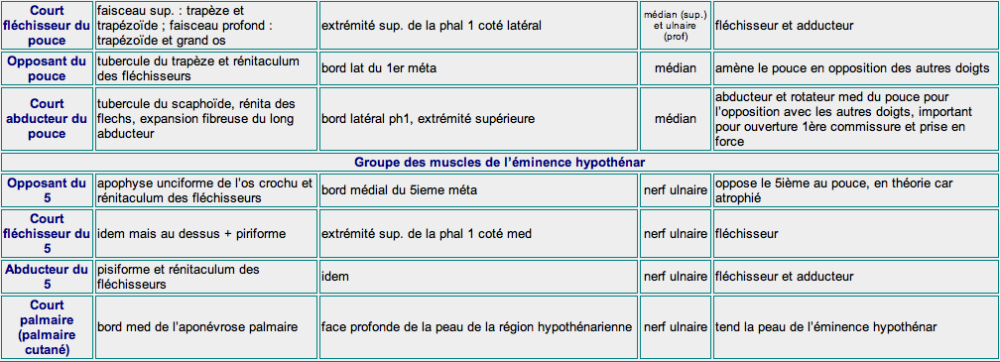 Court
fléchisseur du
pouce
faisceau sup. : trapèze et
trapézoïde ; faisceau profond :
trapézoïde et grand os
extrémité sup. de la phal 1 coté latéral
médian (sup.)
et ulnaire
(prof)
fléchisseur et adducteur
Opposant du
pouce
tubercule du trapèze et rénitaculum
des fléchisseurs
bord lat du 1er méta
médian
amène le pouce en opposition des autres doigts
Court
abducteur du
pouce
tubercule du scaphoïde, rénita des
flechs, expansion fibreuse du long
abducteur
bord latéral ph1, extrémité supérieure
médian
abducteur et rotateur med du pouce pour
l'opposition avec les autres doigts, important
pour ouverture 1ère commissure et prise en
force
Groupe des muscles de l'éminence hypothénar
Opposant du
5
apophyse unciforme de l'os crochu et
rénitaculum des fléchisseurs
bord médial du 5ieme méta
nerf ulnaire
oppose le 5ième au pouce, en théorie car
atrophié
Court
fléchisseur du
5
idem mais au dessus + piriforme
extrémité sup. de la phal 1 coté med
nerf ulnaire
fléchisseur
Abducteur du
5
pisiforme et rénitaculum des
fléchisseurs
idem
nerf ulnaire
fléchisseur et adducteur
Court
palmaire
(palmaire
cutané)
bord med de l'aponévrose palmaire
face profonde de la peau de la région hypothénarienne
nerf ulnaire
tend la peau de l'éminence hypothénar